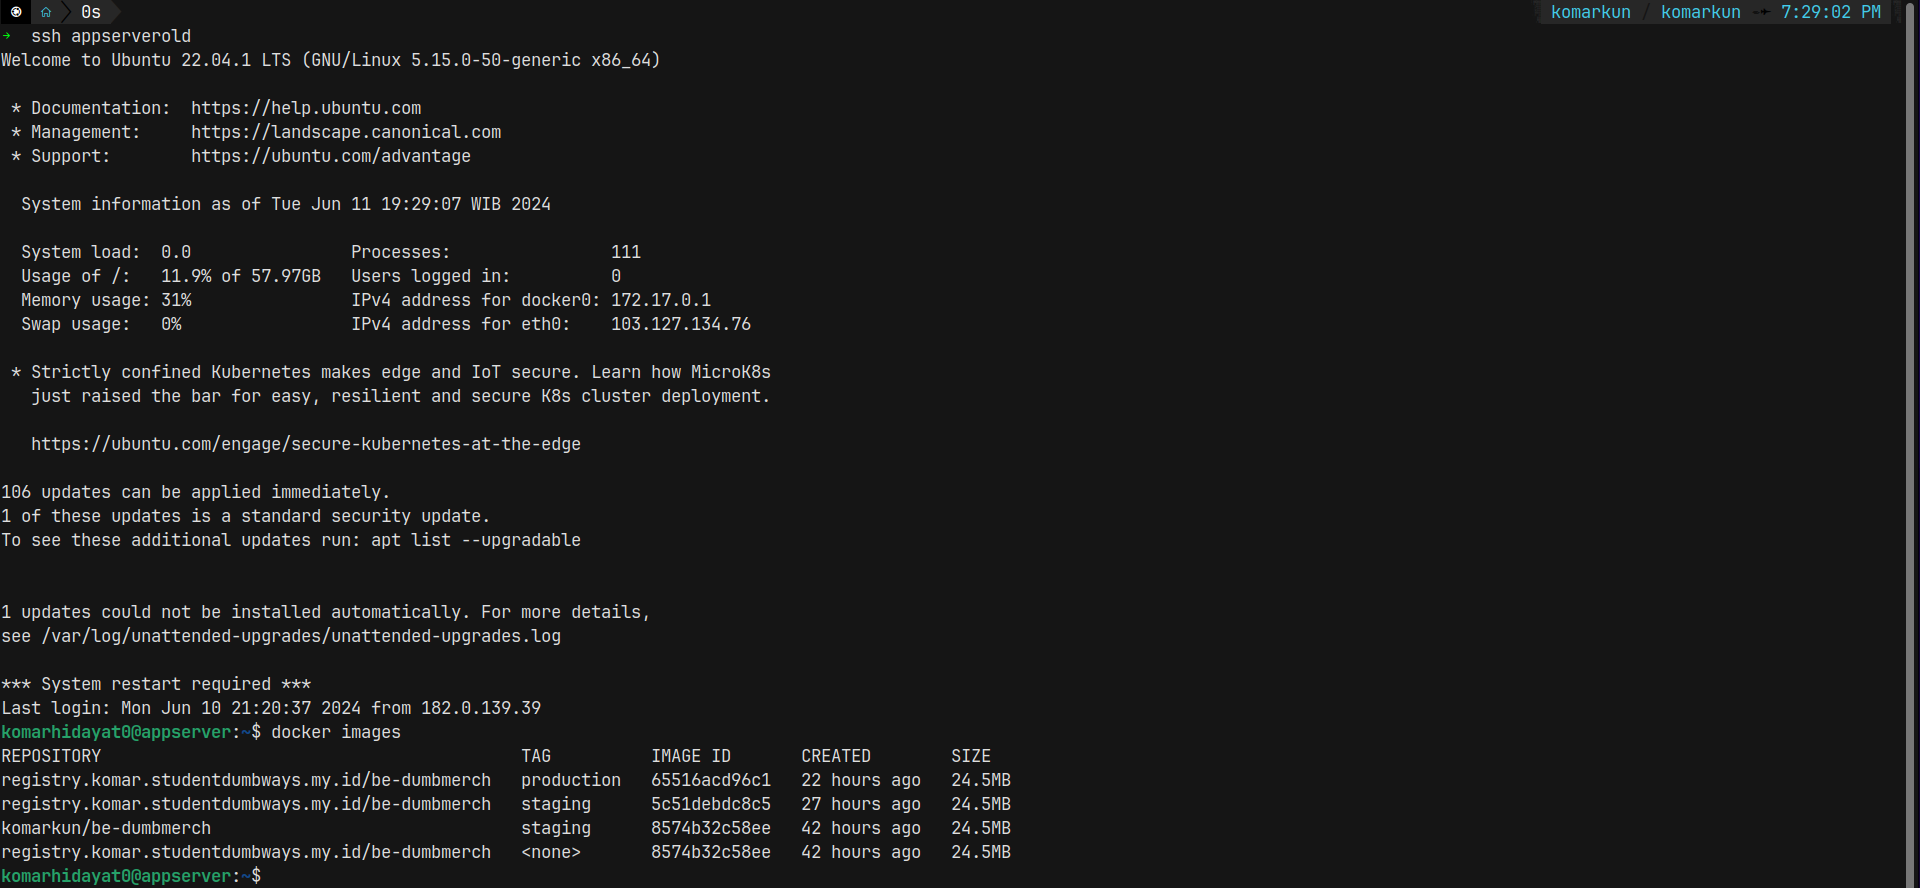 0s komarkun / komarkun 7:29:02 PM
ssh appserverold
Welcome to Ubuntu 22.04.1 LTS (GNU/Linux 5.15.0-50-generic x86_64)
* Documentation:  https://help.ubuntu.com
* Management:     https://landscape.canonical.com
* Support:        https://ubuntu.com/advantage
System information as of Tue Jun 11 19:29:07 WIB 2024
System load:  0.0                Processes:                111
Usage of /:   11.9% of 57.97GB   Users logged in:          0
Memory usage: 31%                IPv4 address for docker0: 172.17.0.1
Swap usage:   0%                 IPv4 address for eth0:    103.127.134.76
* Strictly confined Kubernetes makes edge and IoT secure. Learn how MicroK8s
just raised the bar for easy, resilient and secure K8s cluster deployment.
https://ubuntu.com/engage/secure-kubernetes-at-the-edge
106 updates can be applied immediately.
1 of these updates is a standard security update.
To see these additional updates run: apt list --upgradable
1 updates could not be installed automatically. For more details,
see /var/log/unattended-upgrades/unattended-upgrades.log
*** System restart required ***
Last login: Mon Jun 10 21:20:37 2024 from 182.0.139.39
komarhidayat0@appserver:~$ docker images
REPOSITORY                                          TAG          IMAGE ID       CREATED        SIZE
registry.komar.studentdumbways.my.id/be-dumbmerch   production   65516acd96c1   22 hours ago   24.5MB
registry.komar.studentdumbways.my.id/be-dumbmerch   staging      5c51debdc8c5   27 hours ago   24.5MB
komarkun/be-dumbmerch                               staging      8574b32c58ee   42 hours ago   24.5MB
registry.komar.studentdumbways.my.id/be-dumbmerch   <none>       8574b32c58ee   42 hours ago   24.5MB
komarhidayat0@appserver:~$